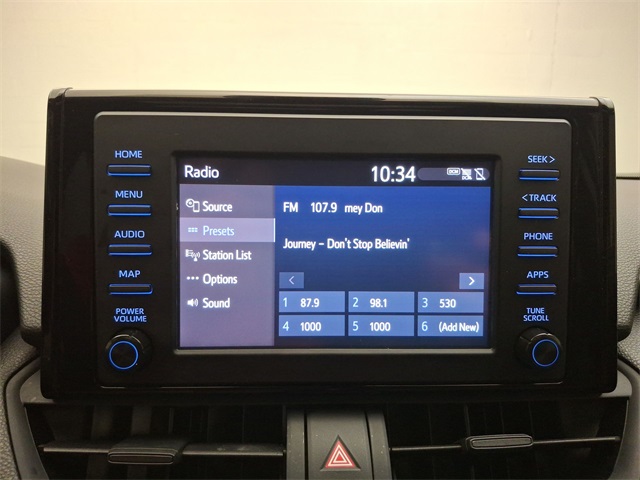 HOME
MENU
AUDIO
MAP
POWER
VOLUME
Radio
10:34
DCM
Source
Presets
Station List
Options
Sound
FM 107.9 mey Don
Journey – Don't Stop Believin'
< >
1 87.9 2 98.1 3 530
4 1000 5 1000 6 (Add New)
SEEK >
< TRACK
PHONE
APPS
TUNE
SCROLL